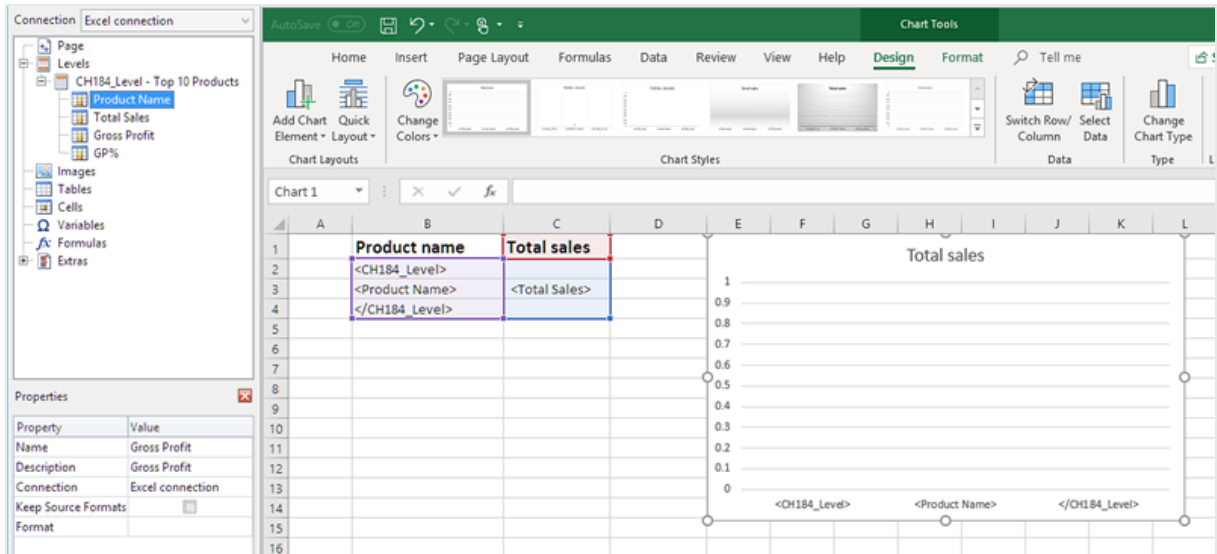 Connection Excel connection
Page
Levels
CH184_Level - Top 10 Products
Product Name
Total Sales
Gross Profit
GP%
Images
Tables
Cells
Variables
Formulas
Extras
Properties
Property Value
Name Gross Profit
Description Gross Profit
Connection Excel connection
Keep Source Formats
Format
AutoSave Off
Chart Tools
Home Insert Page Layout Formulas Data Review View Help Design Format Tell me
Add Chart Element
Quick Layout
Change Colors
Switch Row/ Column
Select Data
Change Chart Type
Chart Layouts Chart Styles Data Type
Chart 1 fx
A B C D E F G H I J K L
1 Product name Total sales
2 <CH184_Level>
3 <Product Name> <Total Sales>
4 </CH184_Level>
5
6
7
8
9
10
11
12
13
14
15
16
Total sales
1
0.9
0.8
0.7
0.6
0.5
0.4
0.3
0.2
0.1
0
<CH184_Level> <Product Name> </CH184_Level>